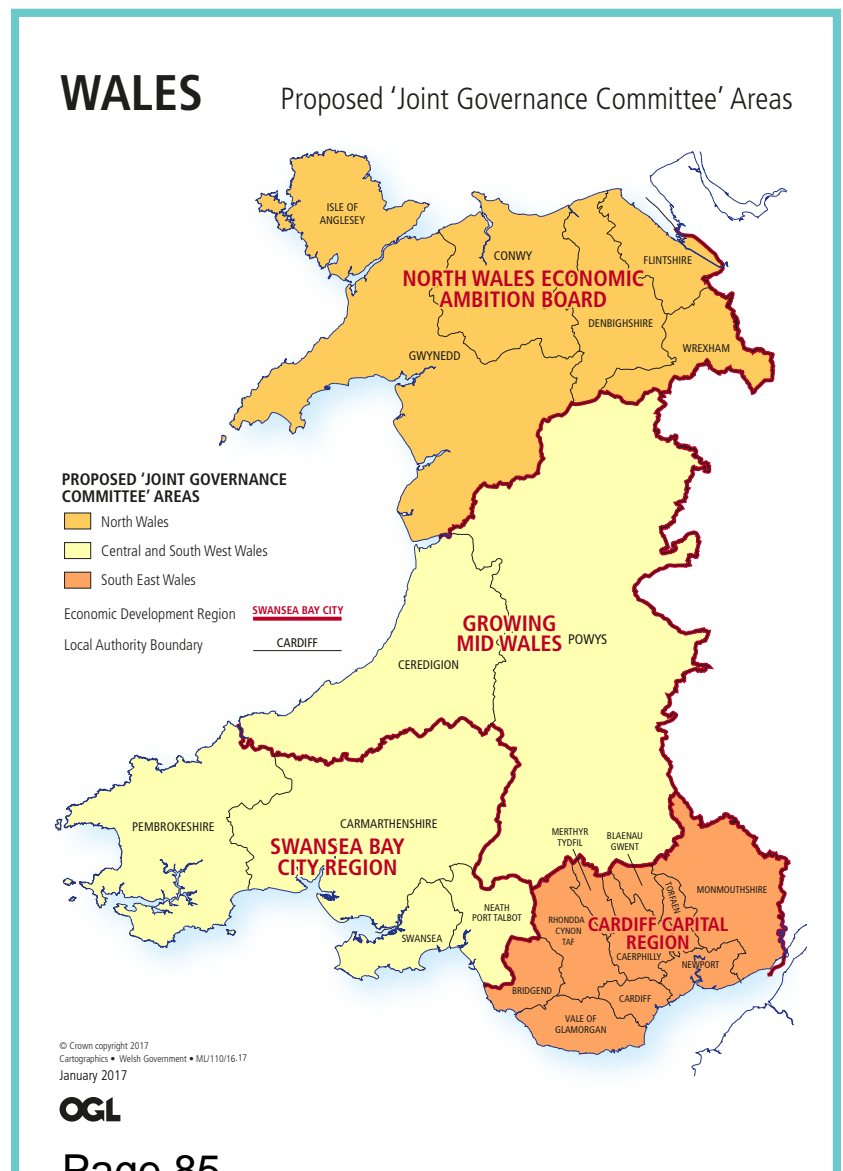 WALES
Proposed ‘Joint Governance Committee’ Areas
ISLE OF
ANGLESEY
CONWY
FLINTSHIRE
NORTH WALES ECONOMIC
AMBITION BOARD
DENBIGHSHIRE
WREXHAM
GWYNEDD
PROPOSED ‘JOINT GOVERNANCE
COMMITTEE’ AREAS
North Wales
Central and South West Wales
South East Wales
Economic Development Region SWANSEA BAY CITY
Local Authority Boundary CARDIFF
GROWING
MID WALES
POWYS
CEREDIGION
PEMBROKESHIRE
CARMARTHENSHIRE
SWANSEA BAY
CITY REGION
MERTHYR
TYDFIL
BLAENAU
GWENT
TORFAEN
MONMOUTHSHIRE
NEATH
PORT TALBOT
SWANSEA
RHONDDA
CYNON
TAF
CARDIFF CAPITAL
REGION
CAERPHILLY
NEWPORT
BRIDGEND
CARDIFF
VALE OF
GLAMORGAN
© Crown copyright 2017
Cartographics • Welsh Government • ML/110/16.17
January 2017
OGL
Page 85